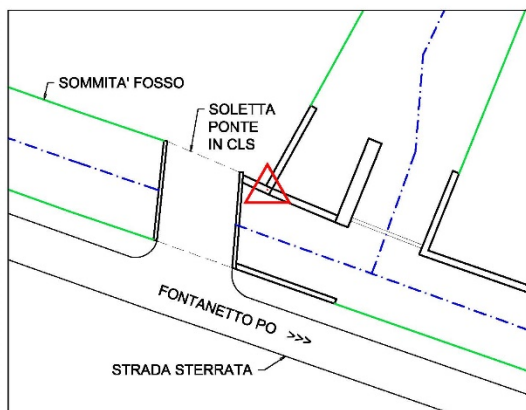 SOMMITA' FOSSO
SOLETTA
PONTE
IN CLS
FONTANETTO PO >>>
STRADA STERRATA